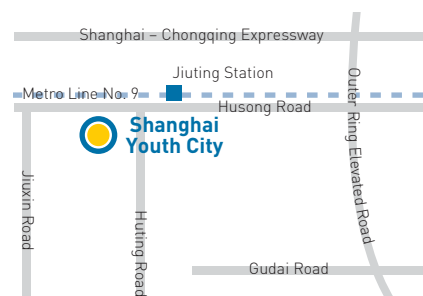 Shanghai – Chongqing Expressway
Jiuting Station
Metro Line No. 9
Husong Road
Outer Ring Elevated Road
Shanghai
Youth City
Jiuxin Road
Huting Road
Gudai Road